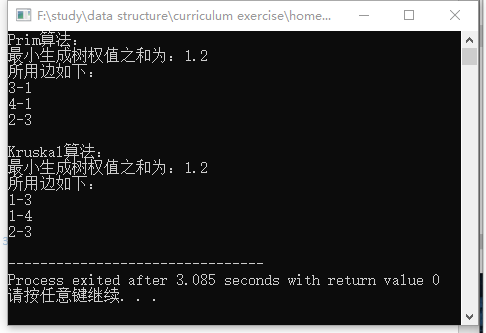 F:\study\data structure\curriculum exercise\home...
Prim算法:
最小生成树权值之和为：1.2
所用边如下：
3-1
4-1
2-3
Kruskal算法:
最小生成树权值之和为：1.2
所用边如下：
1-3
1-4
2-3
--------------------------------
Process exited after 3.085 seconds with return value 0
请按任意键继续. . .